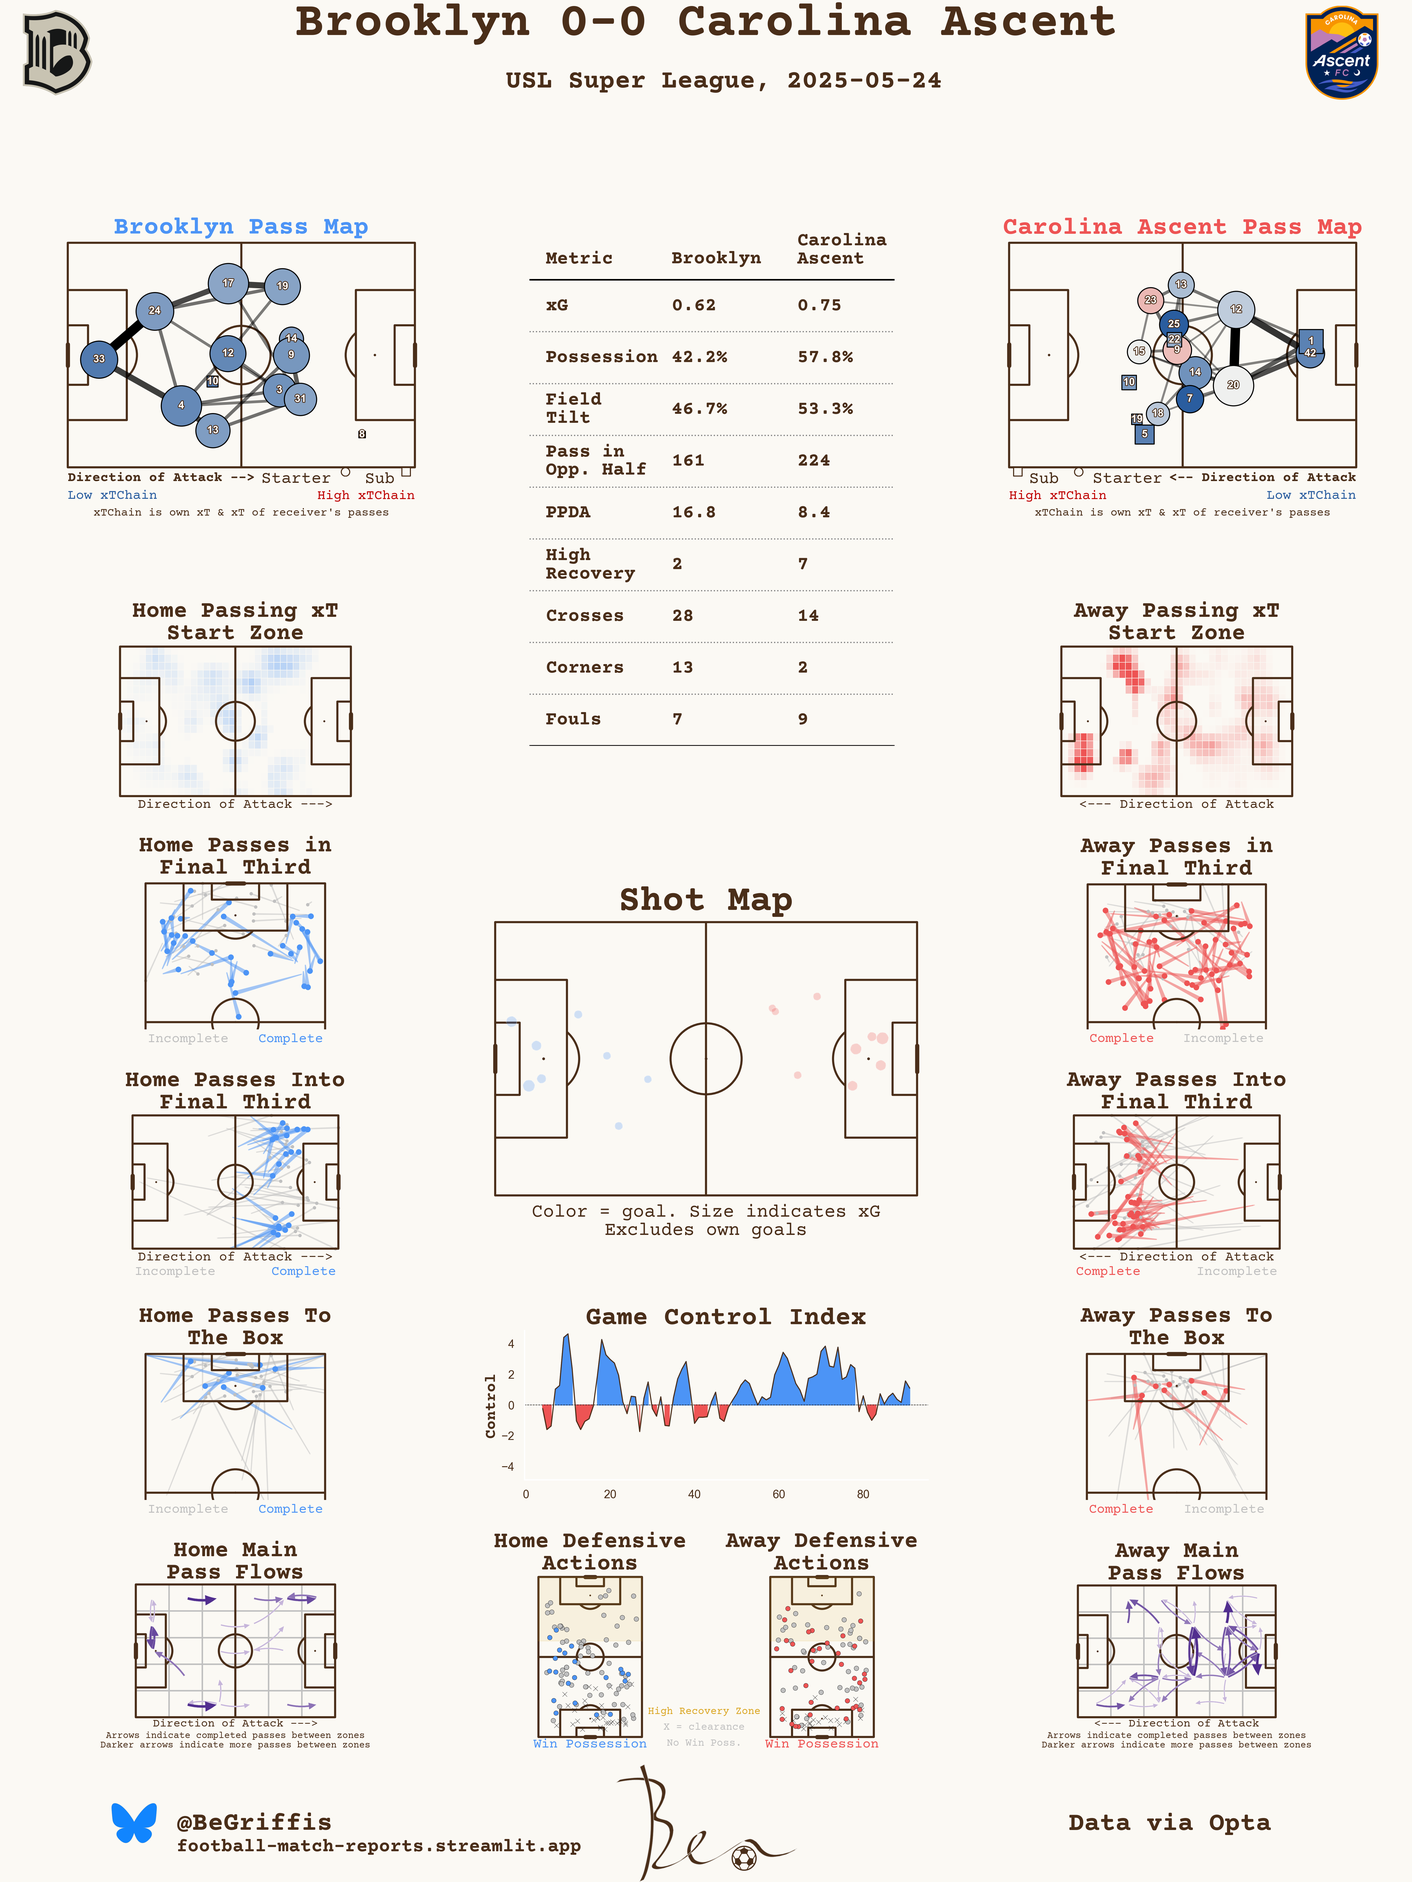 Brooklyn 0-0 Carolina Ascent
USL Super League, 2025-05-24
CAROLINA
Ascent
FC
Brooklyn Pass Map
17
19
24
14
33
12
9
10
3
4
31
13
8
Direction of Attack --> Starter Sub
Low xTChain High xTChain
xTChain is own xT & xT of receiver's passes
Metric Brooklyn Carolina Ascent
xG 0.62 0.75
Possession 42.2% 57.8%
Field Tilt 46.7% 53.3%
Pass in Opp. Half 161 224
PPDA 16.8 8.4
High Recovery 2 7
Crosses 28 14
Corners 13 2
Fouls 7 9
Carolina Ascent Pass Map
13
23
12
25
22
1
15
9
42
14
10
20
7
18
19
5
Sub Starter <-- Direction of Attack
High xTChain Low xTChain
xTChain is own xT & xT of receiver's passes
Home Passing xT
Start Zone
Direction of Attack --->
Away Passing xT
Start Zone
<--- Direction of Attack
Home Passes in
Final Third
Incomplete Complete
Shot Map
Color = goal. Size indicates xG
Excludes own goals
Away Passes in
Final Third
Complete Incomplete
Home Passes Into
Final Third
Direction of Attack --->
Incomplete Complete
Away Passes Into
Final Third
<--- Direction of Attack
Complete Incomplete
Home Passes To
The Box
Incomplete Complete
Game Control Index
Control
4
2
0
−2
−4
0 20 40 60 80
Away Passes To
The Box
Complete Incomplete
Home Main
Pass Flows
Direction of Attack --->
Arrows indicate completed passes between zones
Darker arrows indicate more passes between zones
Home Defensive
Actions
Win Possession
High Recovery Zone
X = clearance
No Win Poss.
Away Defensive
Actions
Win Possession
Away Main
Pass Flows
<--- Direction of Attack
Arrows indicate completed passes between zones
Darker arrows indicate more passes between zones
@BeGriffis
football-match-reports.streamlit.app
Ben
Data via Opta